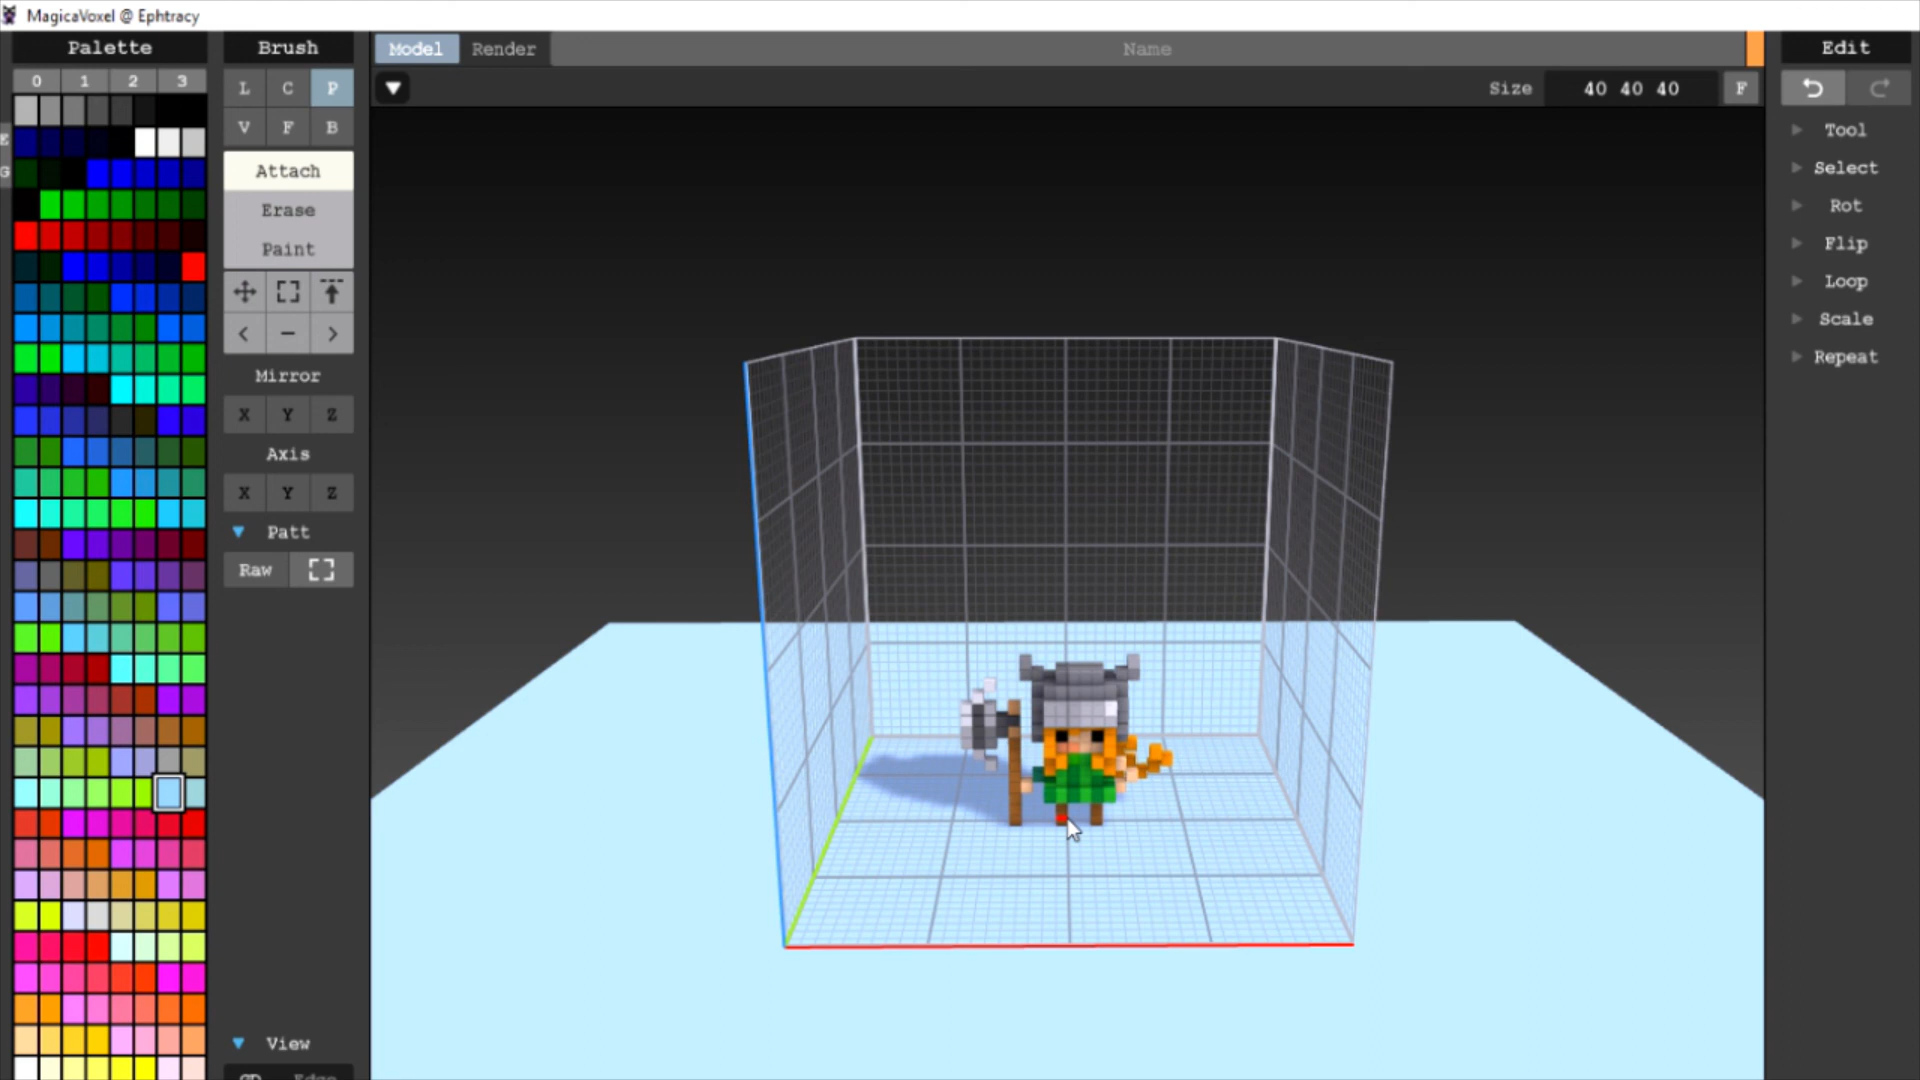 MagicaVoxel @ Ephtracy
Palette
Brush
Model
Render
Name
Edit
0 1 2 3
L C P
V F B
Size 40 40 40 F
Tool
Select
Rot
Flip
Loop
Scale
Repeat
E
G
Attach
Erase
Paint
Mirror
X Y Z
Axis
X Y Z
Patt
Raw
View
Edge